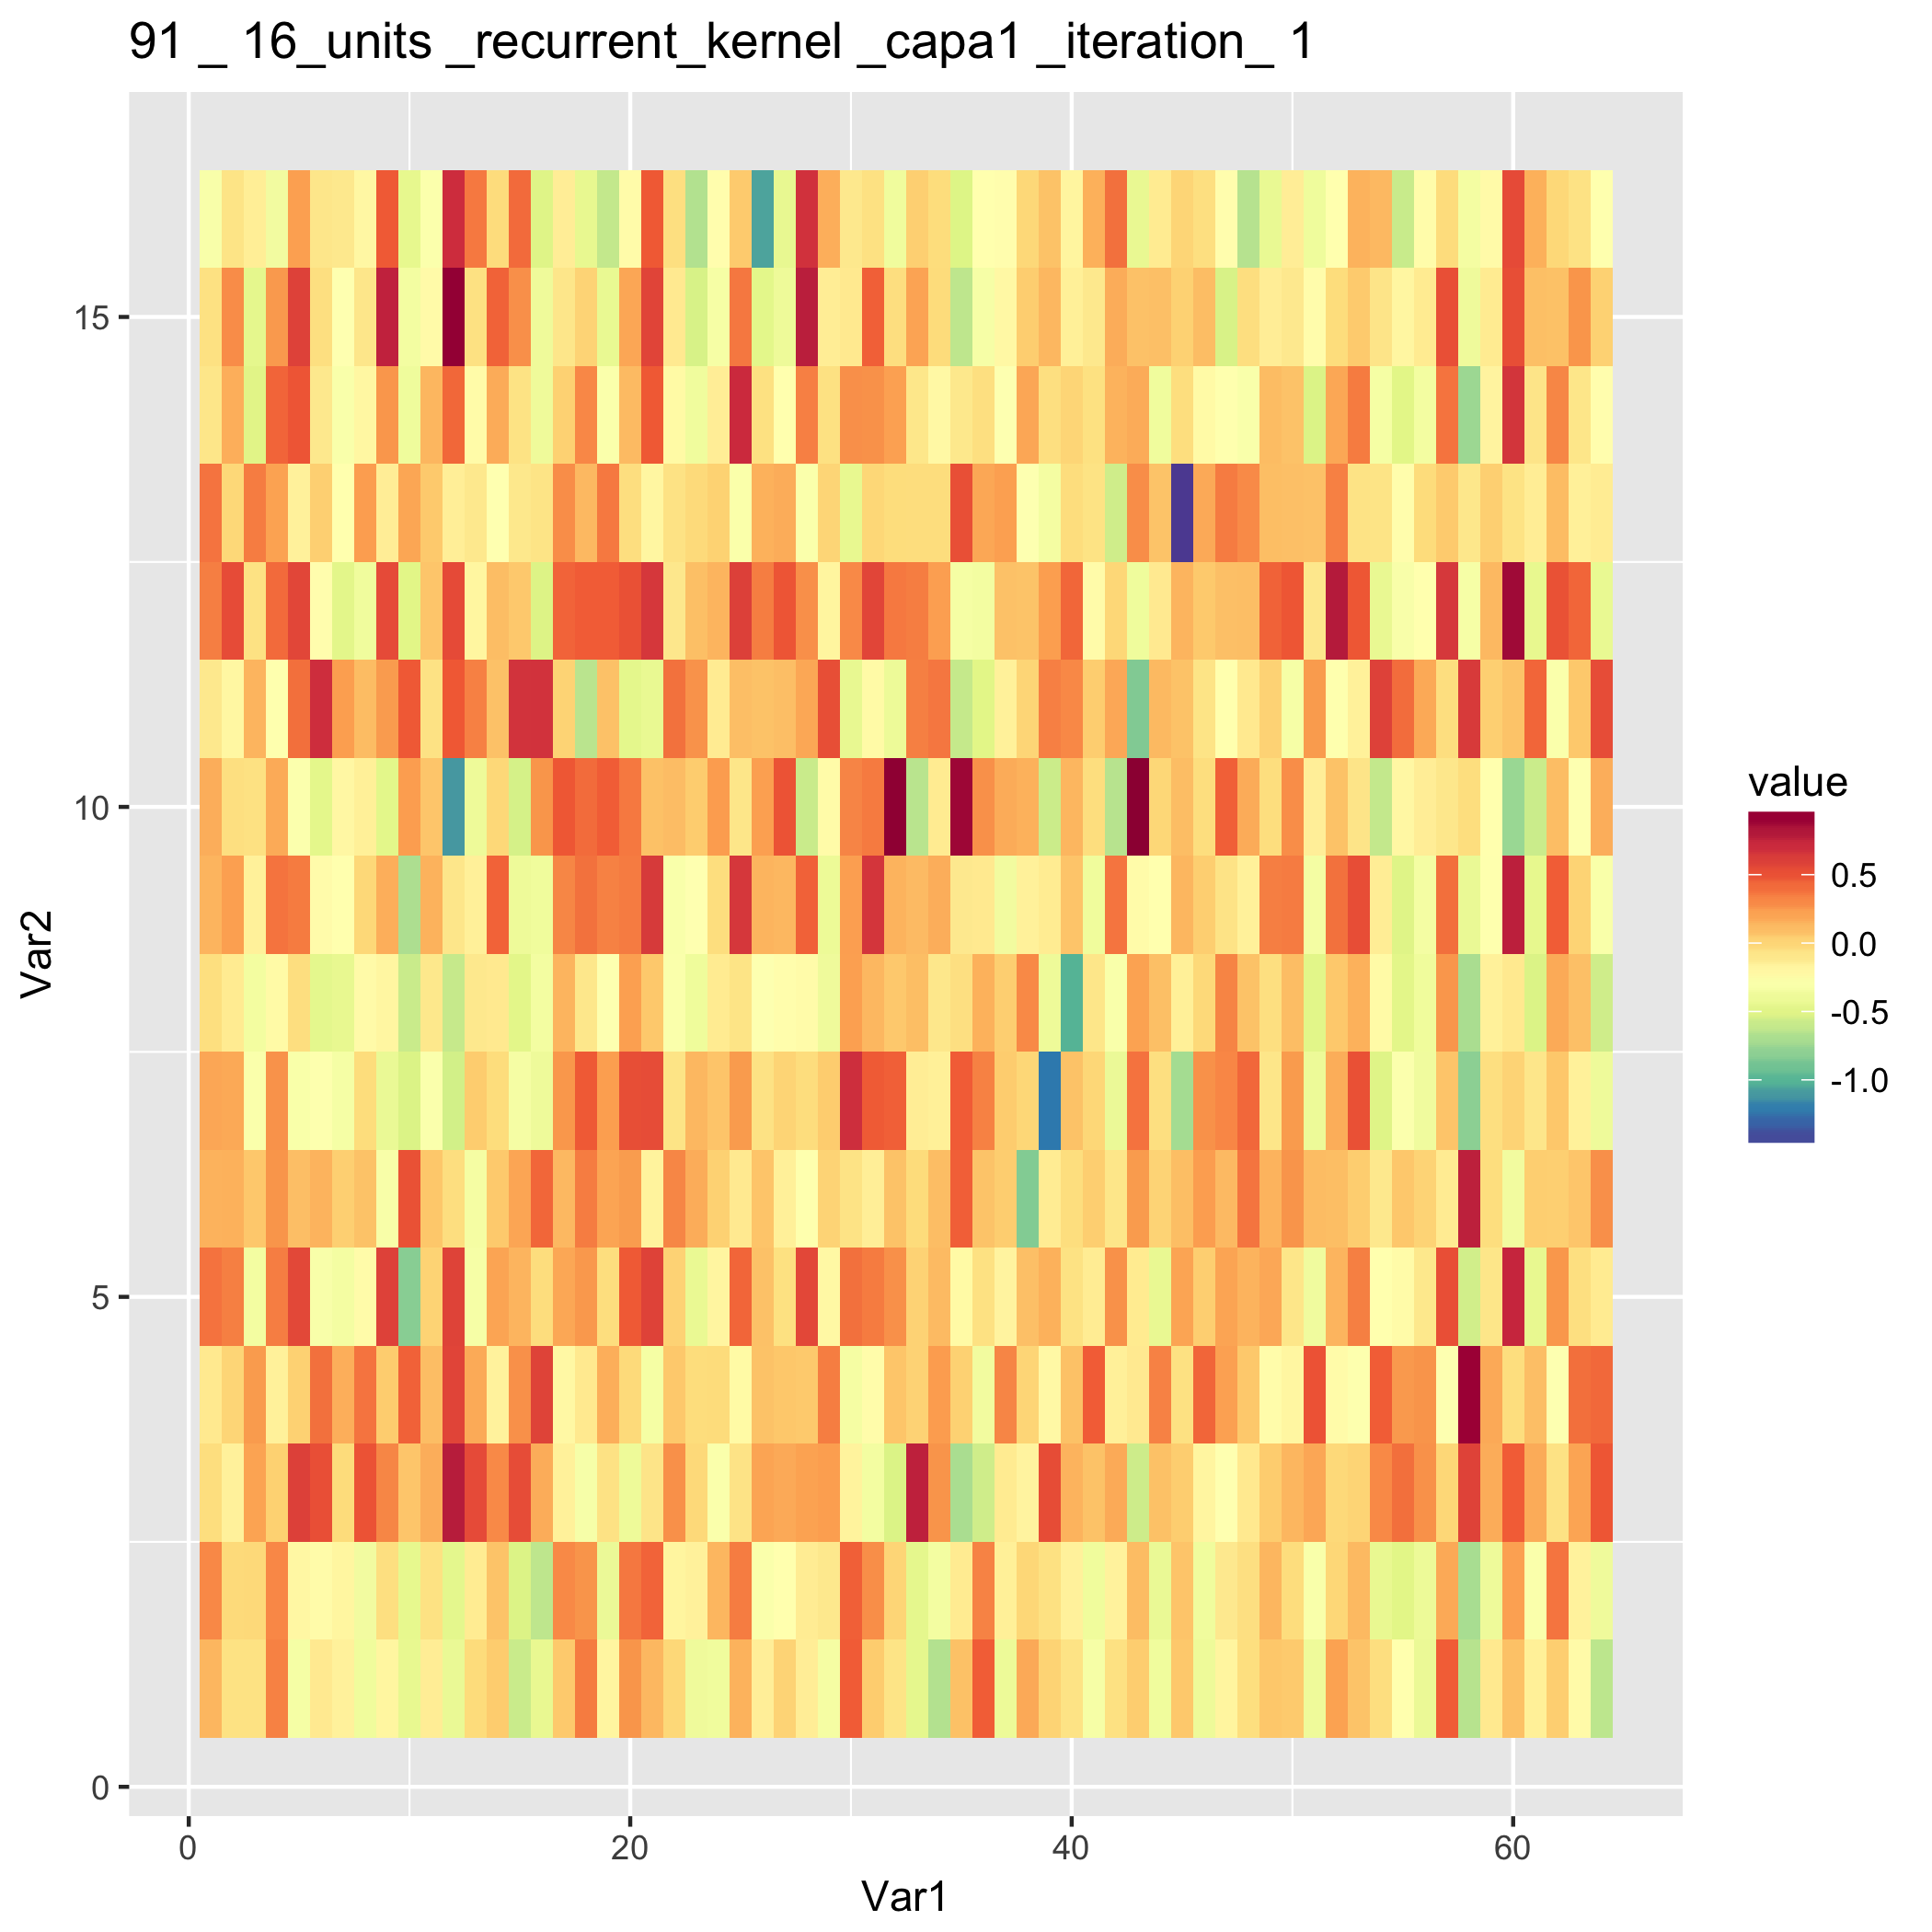 91 _ 16_units _recurrent_kernel _capa1 _iteration_ 1
15
10
5
0
0 20 40 60
Var1
Var2
value
0.5
0.0
-0.5
-1.0